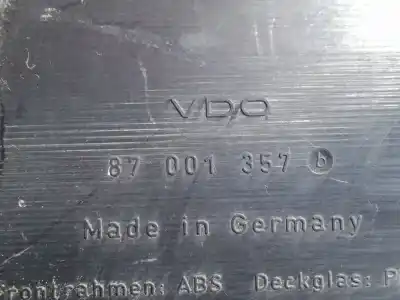 VDO
87 001 357 b
Made in Germany
Frontrahmen: ABS Deckglas: P